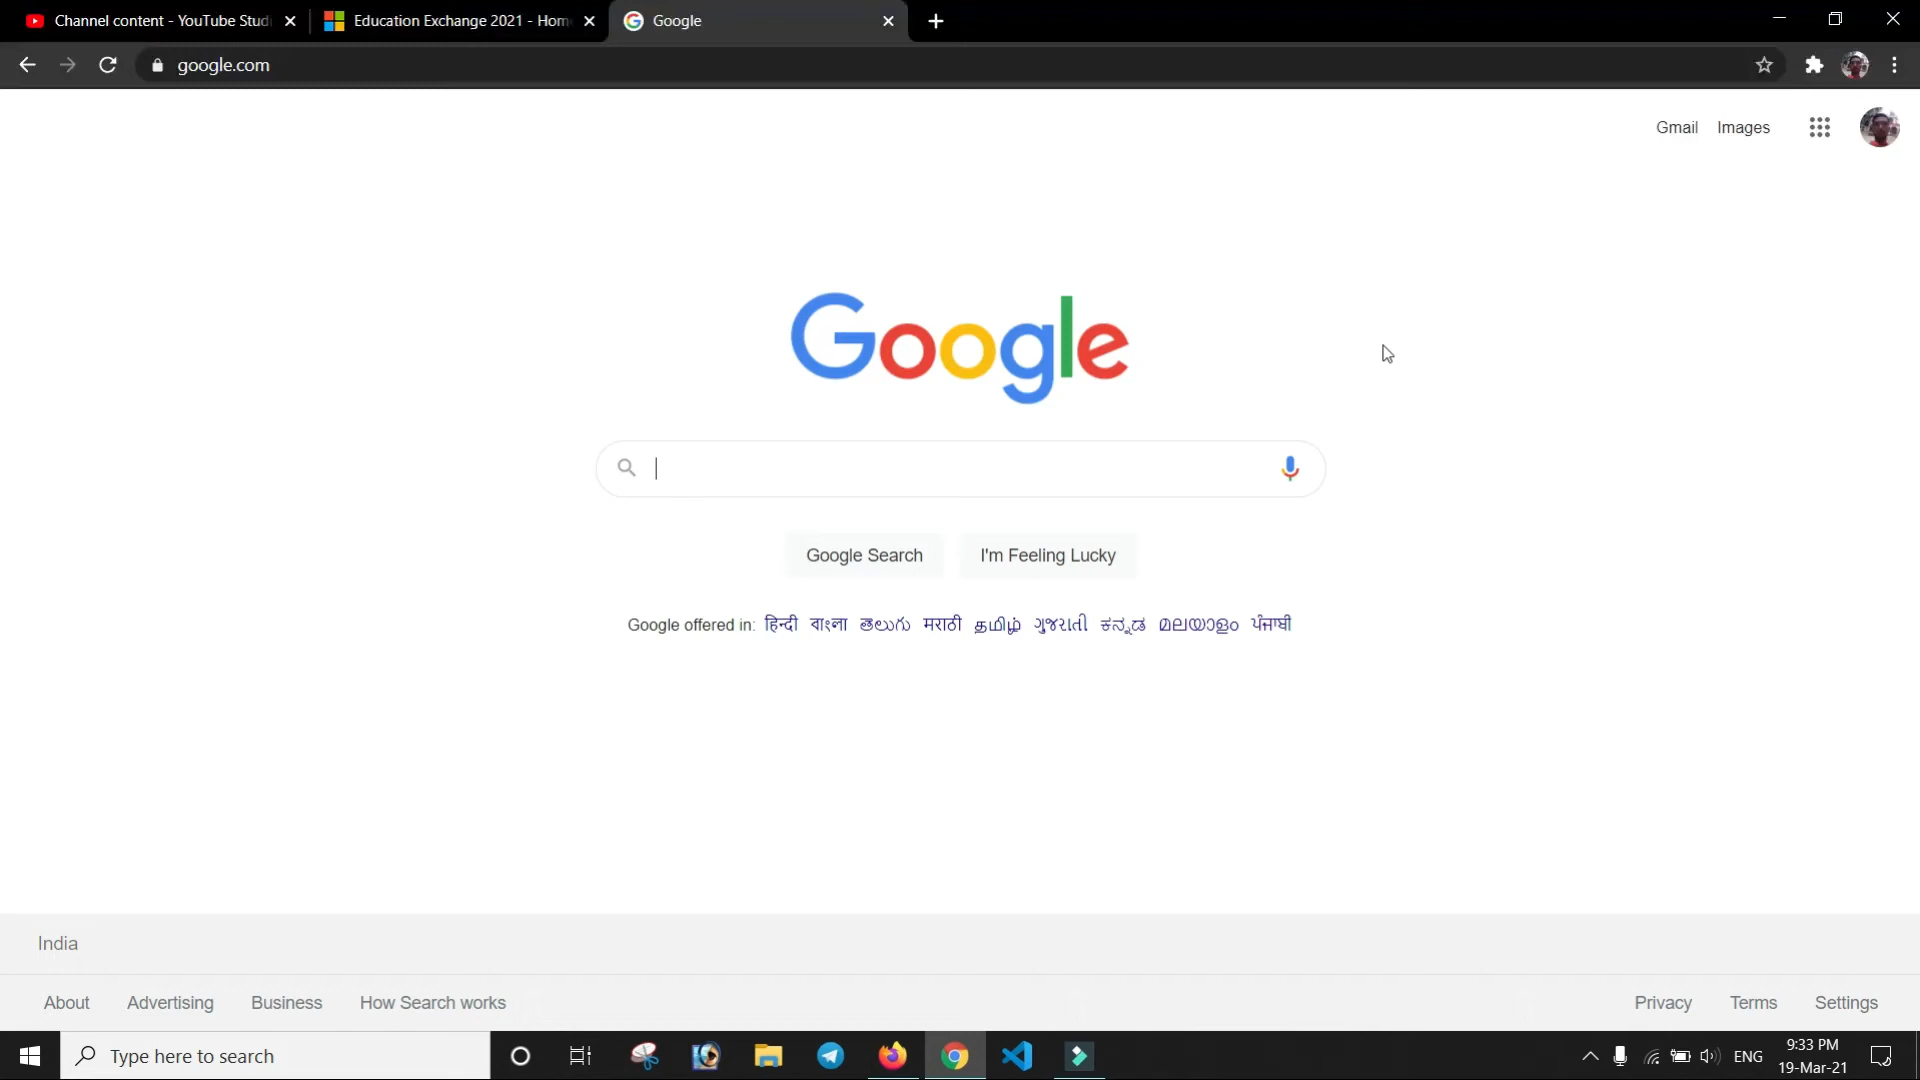 Channel content - YouTube Stud
Education Exchange 2021 - Hom
Google
google.com
Gmail Images
Google
Google Search
I'm Feeling Lucky
Google offered in: हिन्दी বাংলা తెలుగు मराठी தமிழ் ગુજરાતી ಕನ್ನಡ മലയാളം ਪੰਜਾਬੀ
India
About Advertising Business How Search works
Privacy Terms Settings
Type here to search
ENG
9:33 PM
19-Mar-21